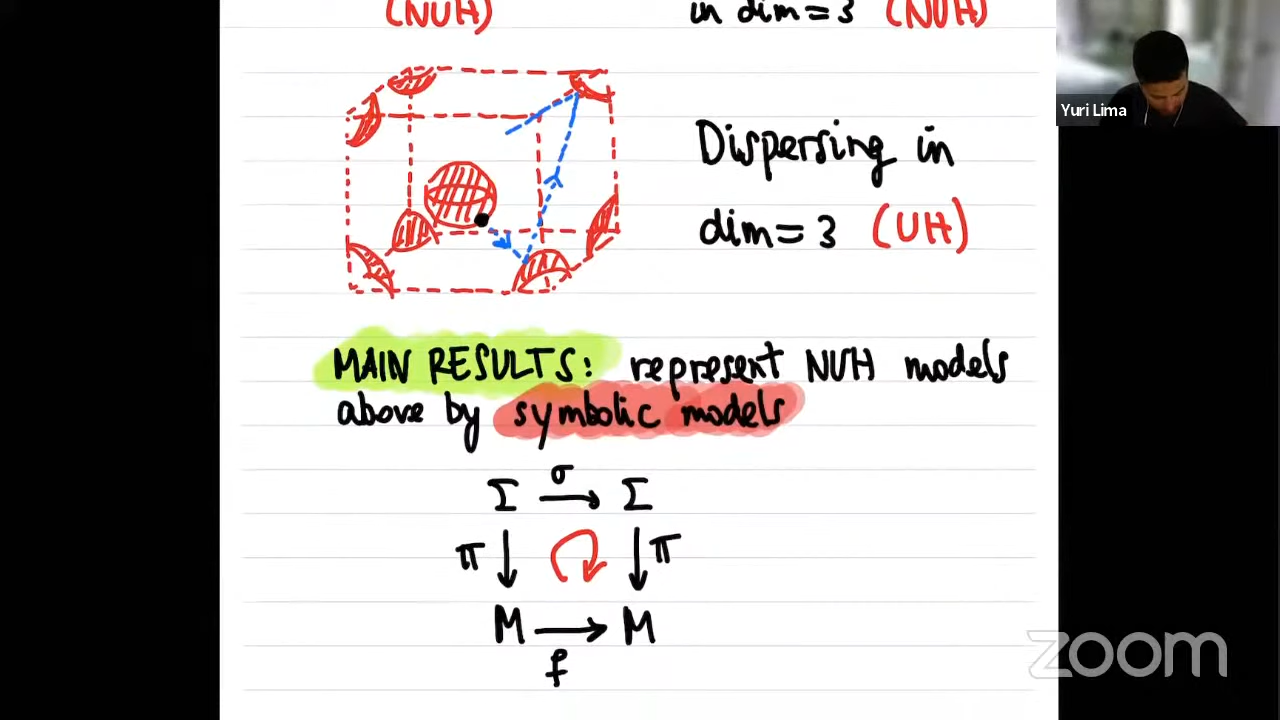 (NUH)
in dim=3 (NUH)
Yuri Lima
Dispersing in
dim=3 (UH)
MAIN RESULTS: represent NUH models
above by symbolic models
σ
Σ → Σ
π ↓ ↓ π
M → M
f
zoom